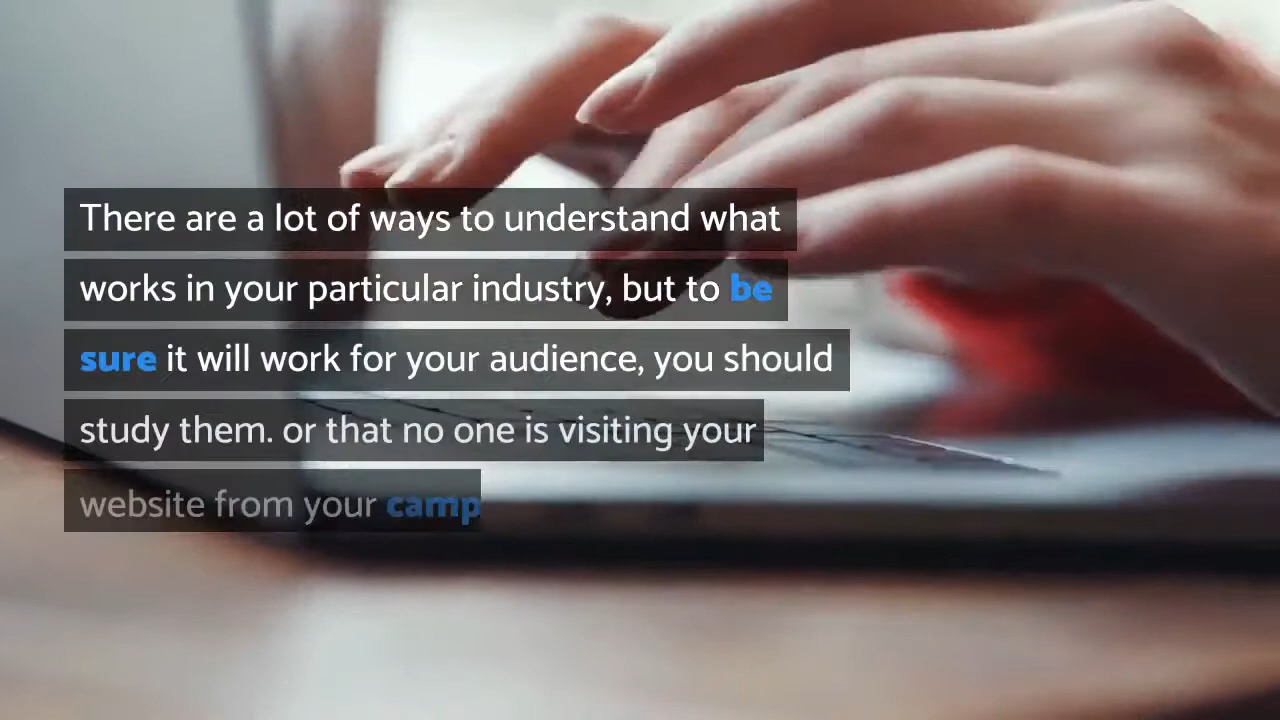 There are a lot of ways to understand what
works in your particular industry, but to be
sure it will work for your audience, you should
study them. or that no one is visiting your
website from your camp